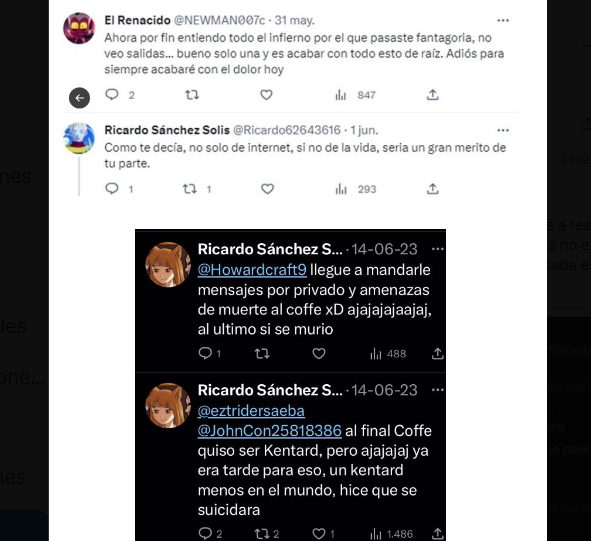 El Renacido @NEWMAN007c · 31 may.
Ahora por fin entiendo todo el infierno por el que pasaste fantagoria, no
veo salidas... bueno solo una y es acabar con todo esto de raíz. Adiós para
siempre acabaré con el dolor hoy
2 847
Ricardo Sánchez Solis @Ricardo62643616 · 1 jun.
Como te decía, no solo de internet, si no de la vida, seria un gran merito de
tu parte.
1 1 293
Ricardo Sánchez S... · 14-06-23
@Howardcraft9 llegue a mandarle
mensajes por privado y amenazas
de muerte al coffe xD ajajajajaajaj,
al ultimo si se murio
1 488
Ricardo Sánchez S... · 14-06-23
@eztridersaeba
@JohnCon25818386 al final Coffe
quiso ser Kentard, pero ajajajaj ya
era tarde para eso, un kentard
menos en el mundo, hice que se
suicidara
2 2 1 1.486